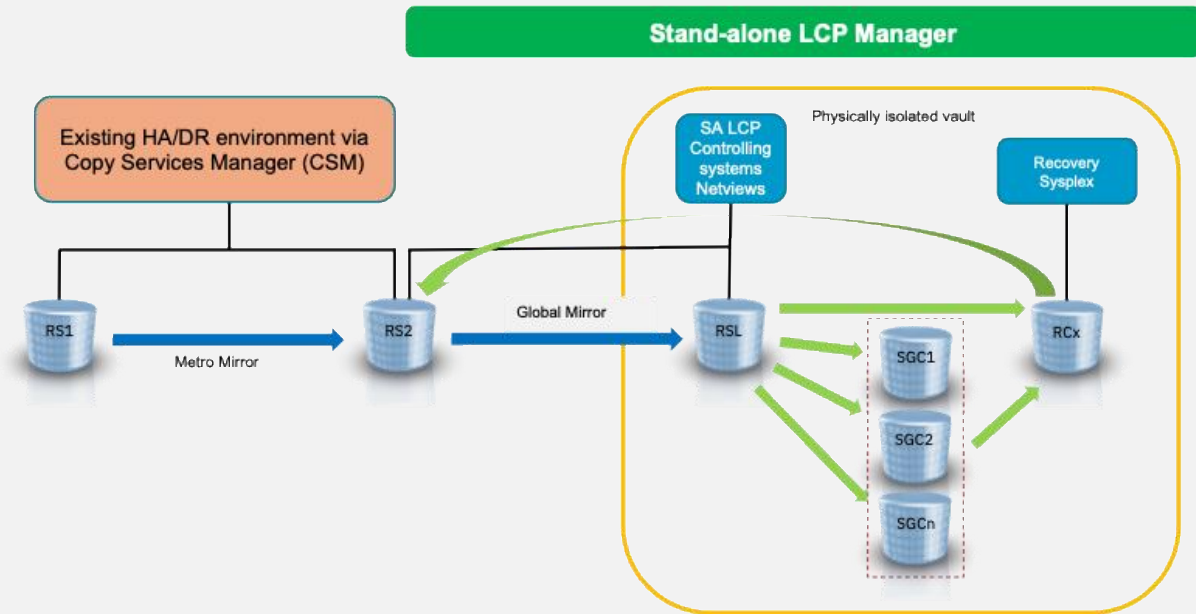 Stand-alone LCP Manager
Existing HA/DR environment via
Copy Services Manager (CSM)
SA LCP
Controlling
systems
Netviews
Physically isolated vault
Recovery
Sysplex
RS1
Metro Mirror
RS2
Global Mirror
RSL
SGC1
SGC2
SGCn
RCx